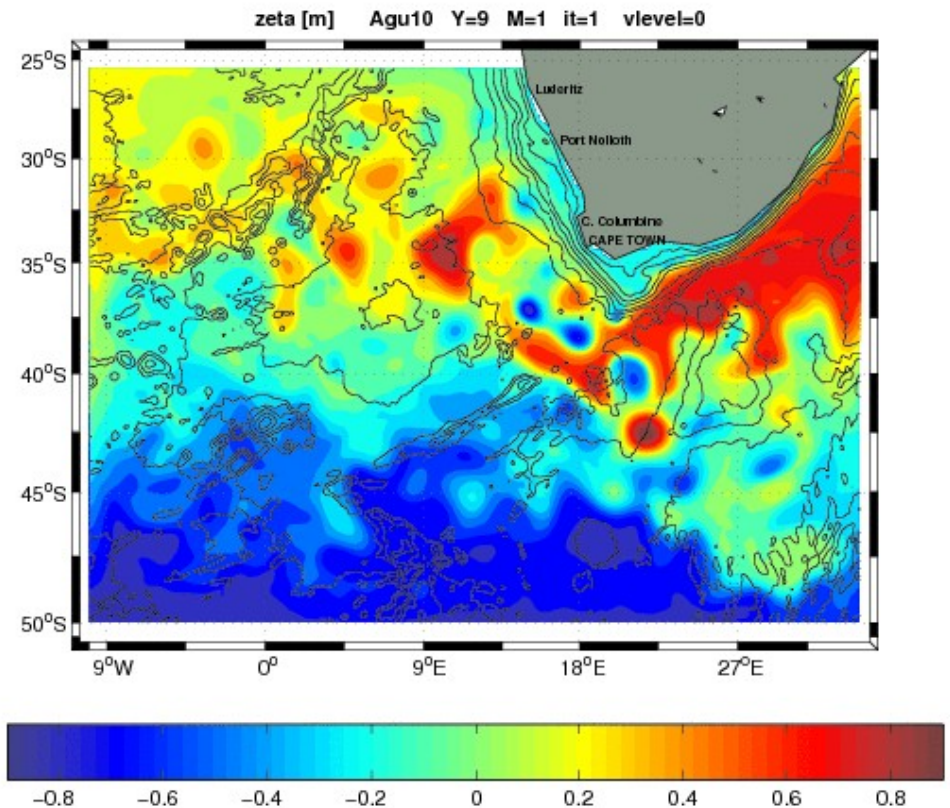 zeta [m] Agu10 Y=9 M=1 it=1 vlevel=0
25°S
Luderitz
Port Nolloth
30°S
C. Columbine
CAPE TOWN
35°S
40°S
45°S
50°S
9°W 0° 9°E 18°E 27°E
−0.8 −0.6 −0.4 −0.2 0 0.2 0.4 0.6 0.8